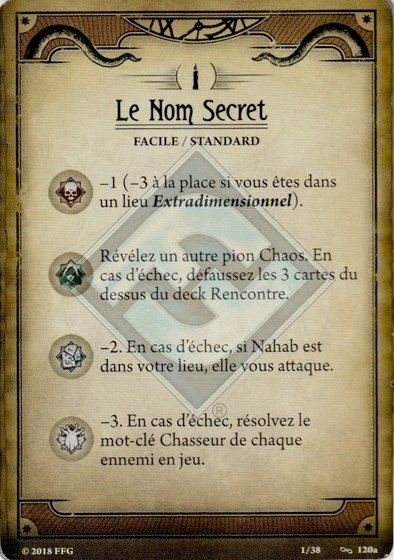 Le Nom Secret
FACILE / STANDARD
–1 (–3 à la place si vous êtes dans
un lieu Extradimensionnel).
Révélez un autre pion Chaos. En
cas d'échec, défaussez les 3 cartes du
dessus du deck Rencontre.
–2. En cas d'échec, si Nahab est
dans votre lieu, elle vous attaque.
–3. En cas d'échec, résolvez le
mot-clé Chasseur de chaque
ennemi en jeu.
®
© 2018 FFG 1/38 120a